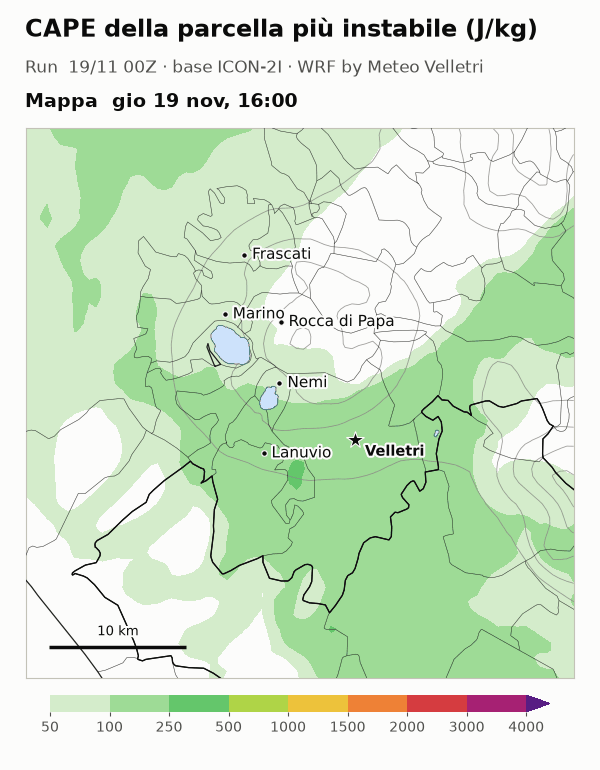 CAPE della parcella più instabile (J/kg)
Run  19/11 00Z · base ICON-2I · WRF by Meteo Velletri
Mappa  gio 19 nov, 16:00
Frascati
Marino
Rocca di Papa
Nemi
Velletri
Lanuvio
10 km
50 100 250 500 1000 1500 2000 3000 4000